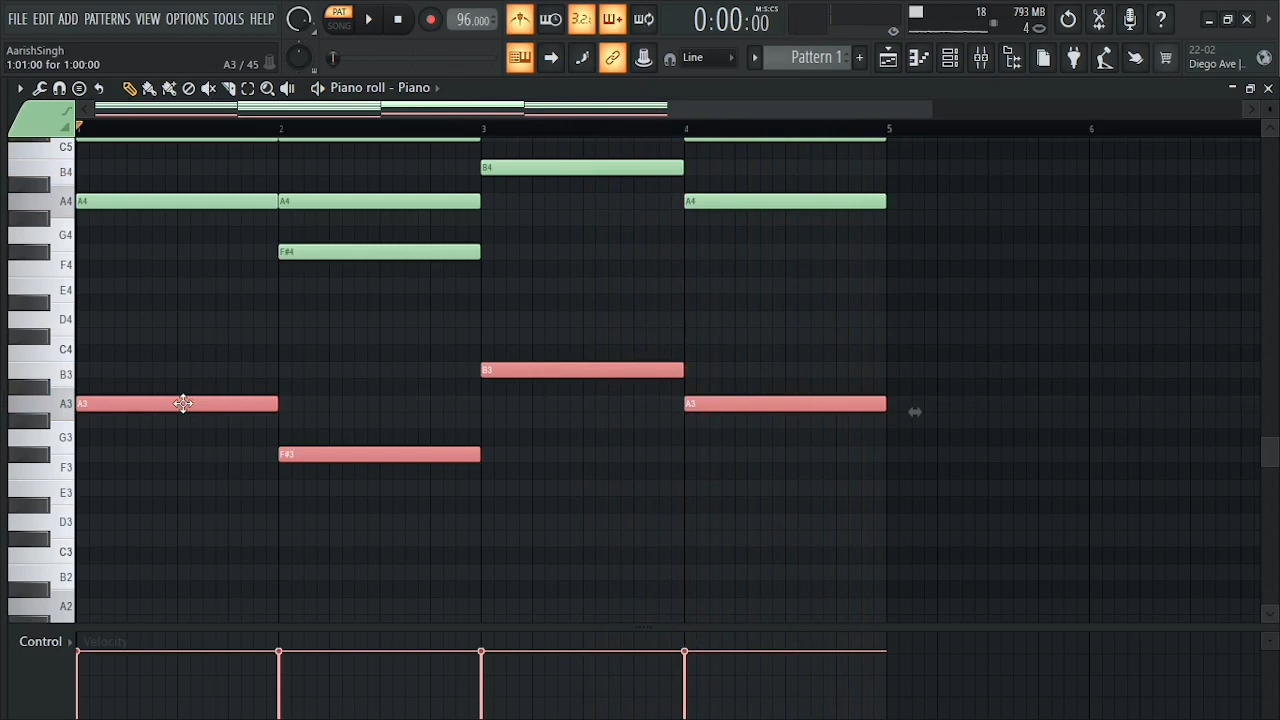 FILE EDIT ADD PATTERNS VIEW OPTIONS TOOLS HELP
PAT
SONG
96.000
3.2.
0:00:00
M:S:CS
18
793 MB
4
AarishSingh
1:01:00 for 1:00:00
A3 / 45
Line
Pattern 1
22-02
Diego Ave |..
Piano roll - Piano
1
2
3
4
5
6
C5
B4
A4
G4
F4
E4
D4
C4
B3
A3
G3
F3
E3
D3
C3
B2
A2
B4
A4
A4
A4
F#4
B3
A3
A3
F#3
Control
Velocity